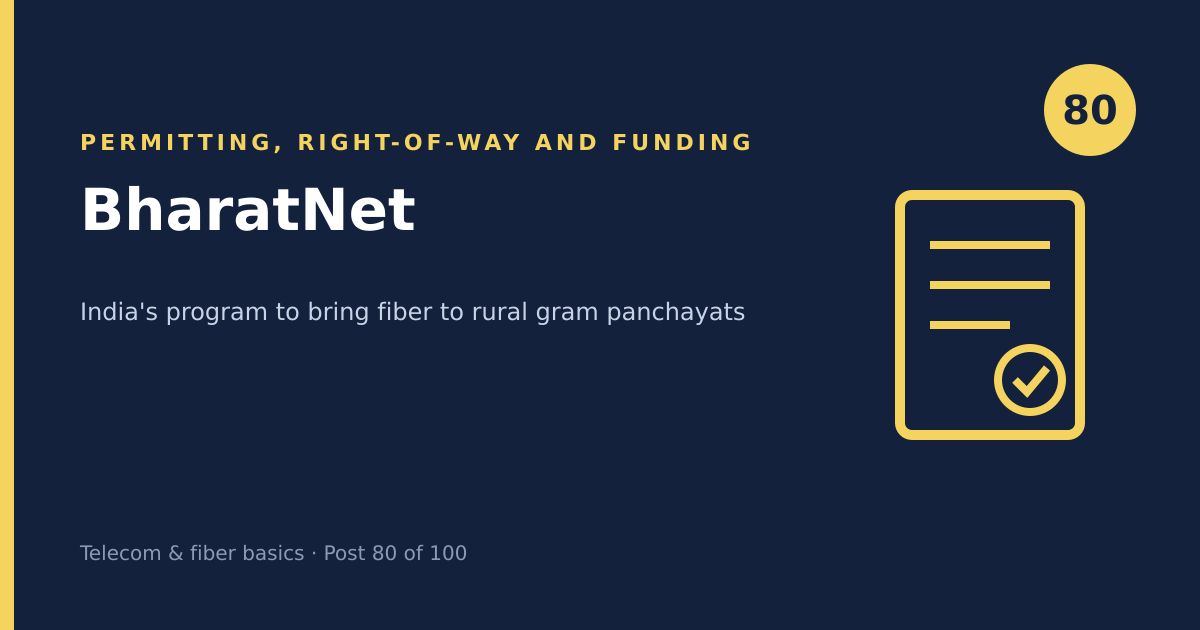 80
PERMITTING, RIGHT-OF-WAY AND FUNDING
BharatNet
India's program to bring fiber to rural gram panchayats
Telecom & fiber basics · Post 80 of 100